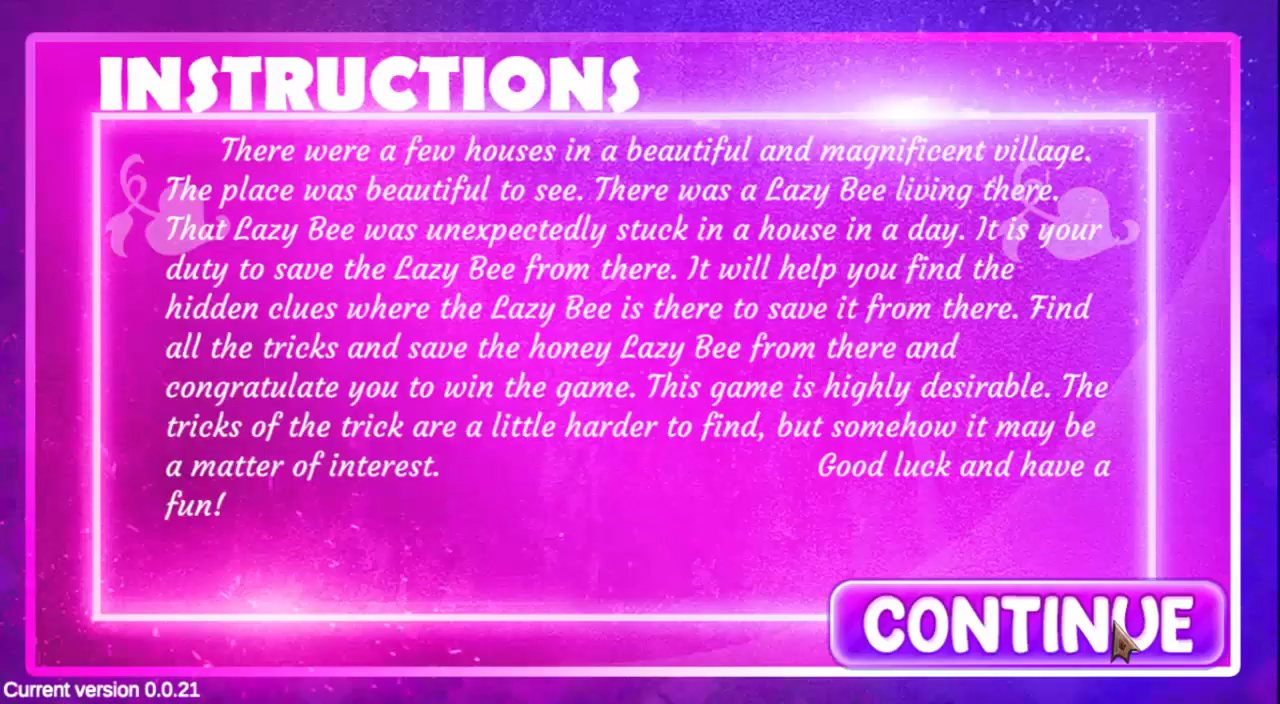 INSTRUCTIONS
There were a few houses in a beautiful and magnificent village.
The place was beautiful to see. There was a Lazy Bee living there.
That Lazy Bee was unexpectedly stuck in a house in a day. It is your
duty to save the Lazy Bee from there. It will help you find the
hidden clues where the Lazy Bee is there to save it from there. Find
all the tricks and save the honey Lazy Bee from there and
congratulate you to win the game. This game is highly desirable. The
tricks of the trick are a little harder to find, but somehow it may be
a matter of interest. Good luck and have a
fun!
CONTINUE
Current version 0.0.21